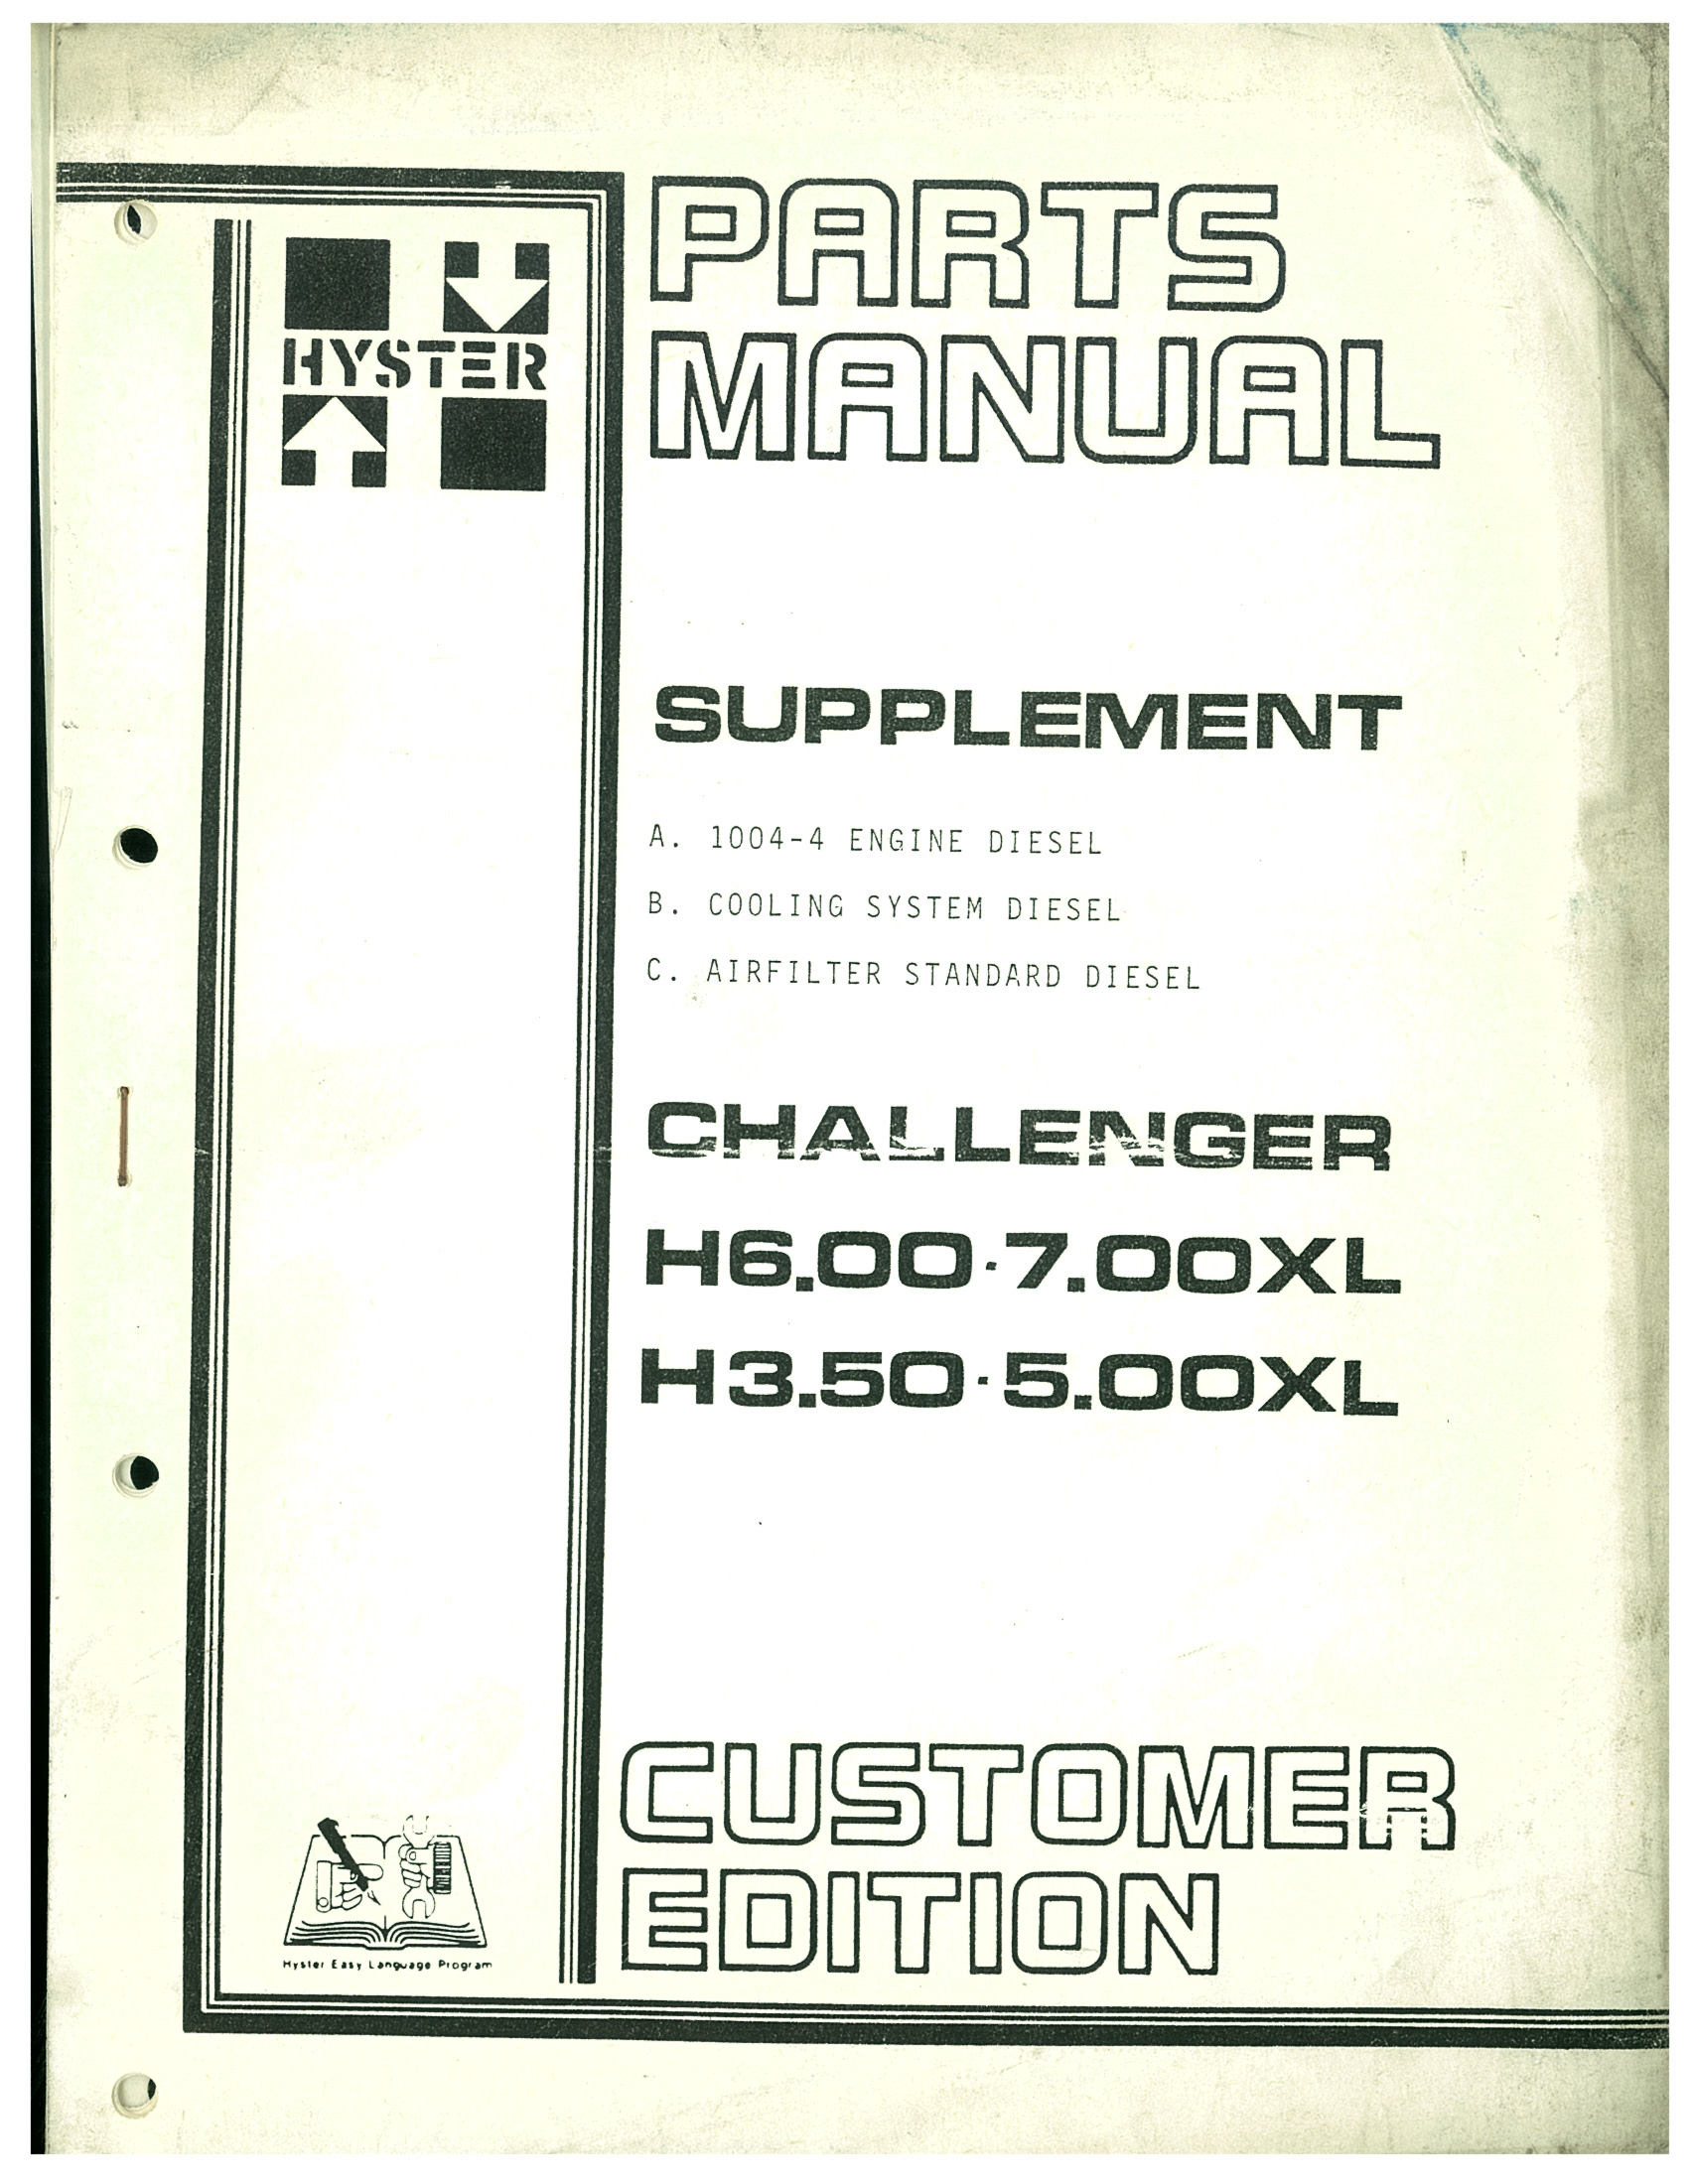 PARTS
MANUAL
HYSTER
SUPPLEMENT
A. 1004-4 ENGINE DIESEL
B. COOLING SYSTEM DIESEL
C. AIRFILTER STANDARD DIESEL
CHALLENGER
H6.00-7.00XL
H3.50-5.00XL
CUSTOMER
EDITION
Hyster Easy Language Program